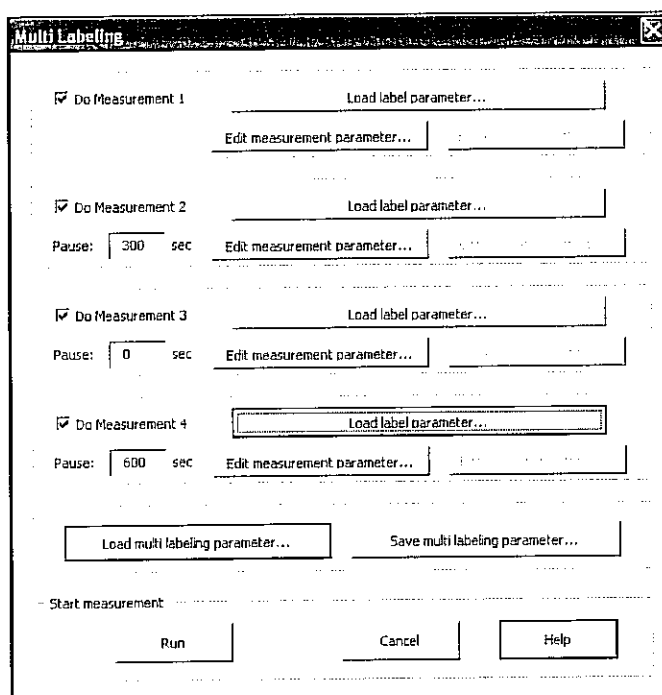 Multi Labeling
Do Measurement 1 Load label parameter...
Edit measurement parameter...
Do Measurement 2 Load label parameter...
Pause: 300 sec Edit measurement parameter...
Do Measurement 3 Load label parameter...
Pause: 0 sec Edit measurement parameter...
Do Measurement 4 Load label parameter...
Pause: 600 sec Edit measurement parameter...
Load multi labeling parameter... Save multi labeling parameter...
Start measurement
Run Cancel Help